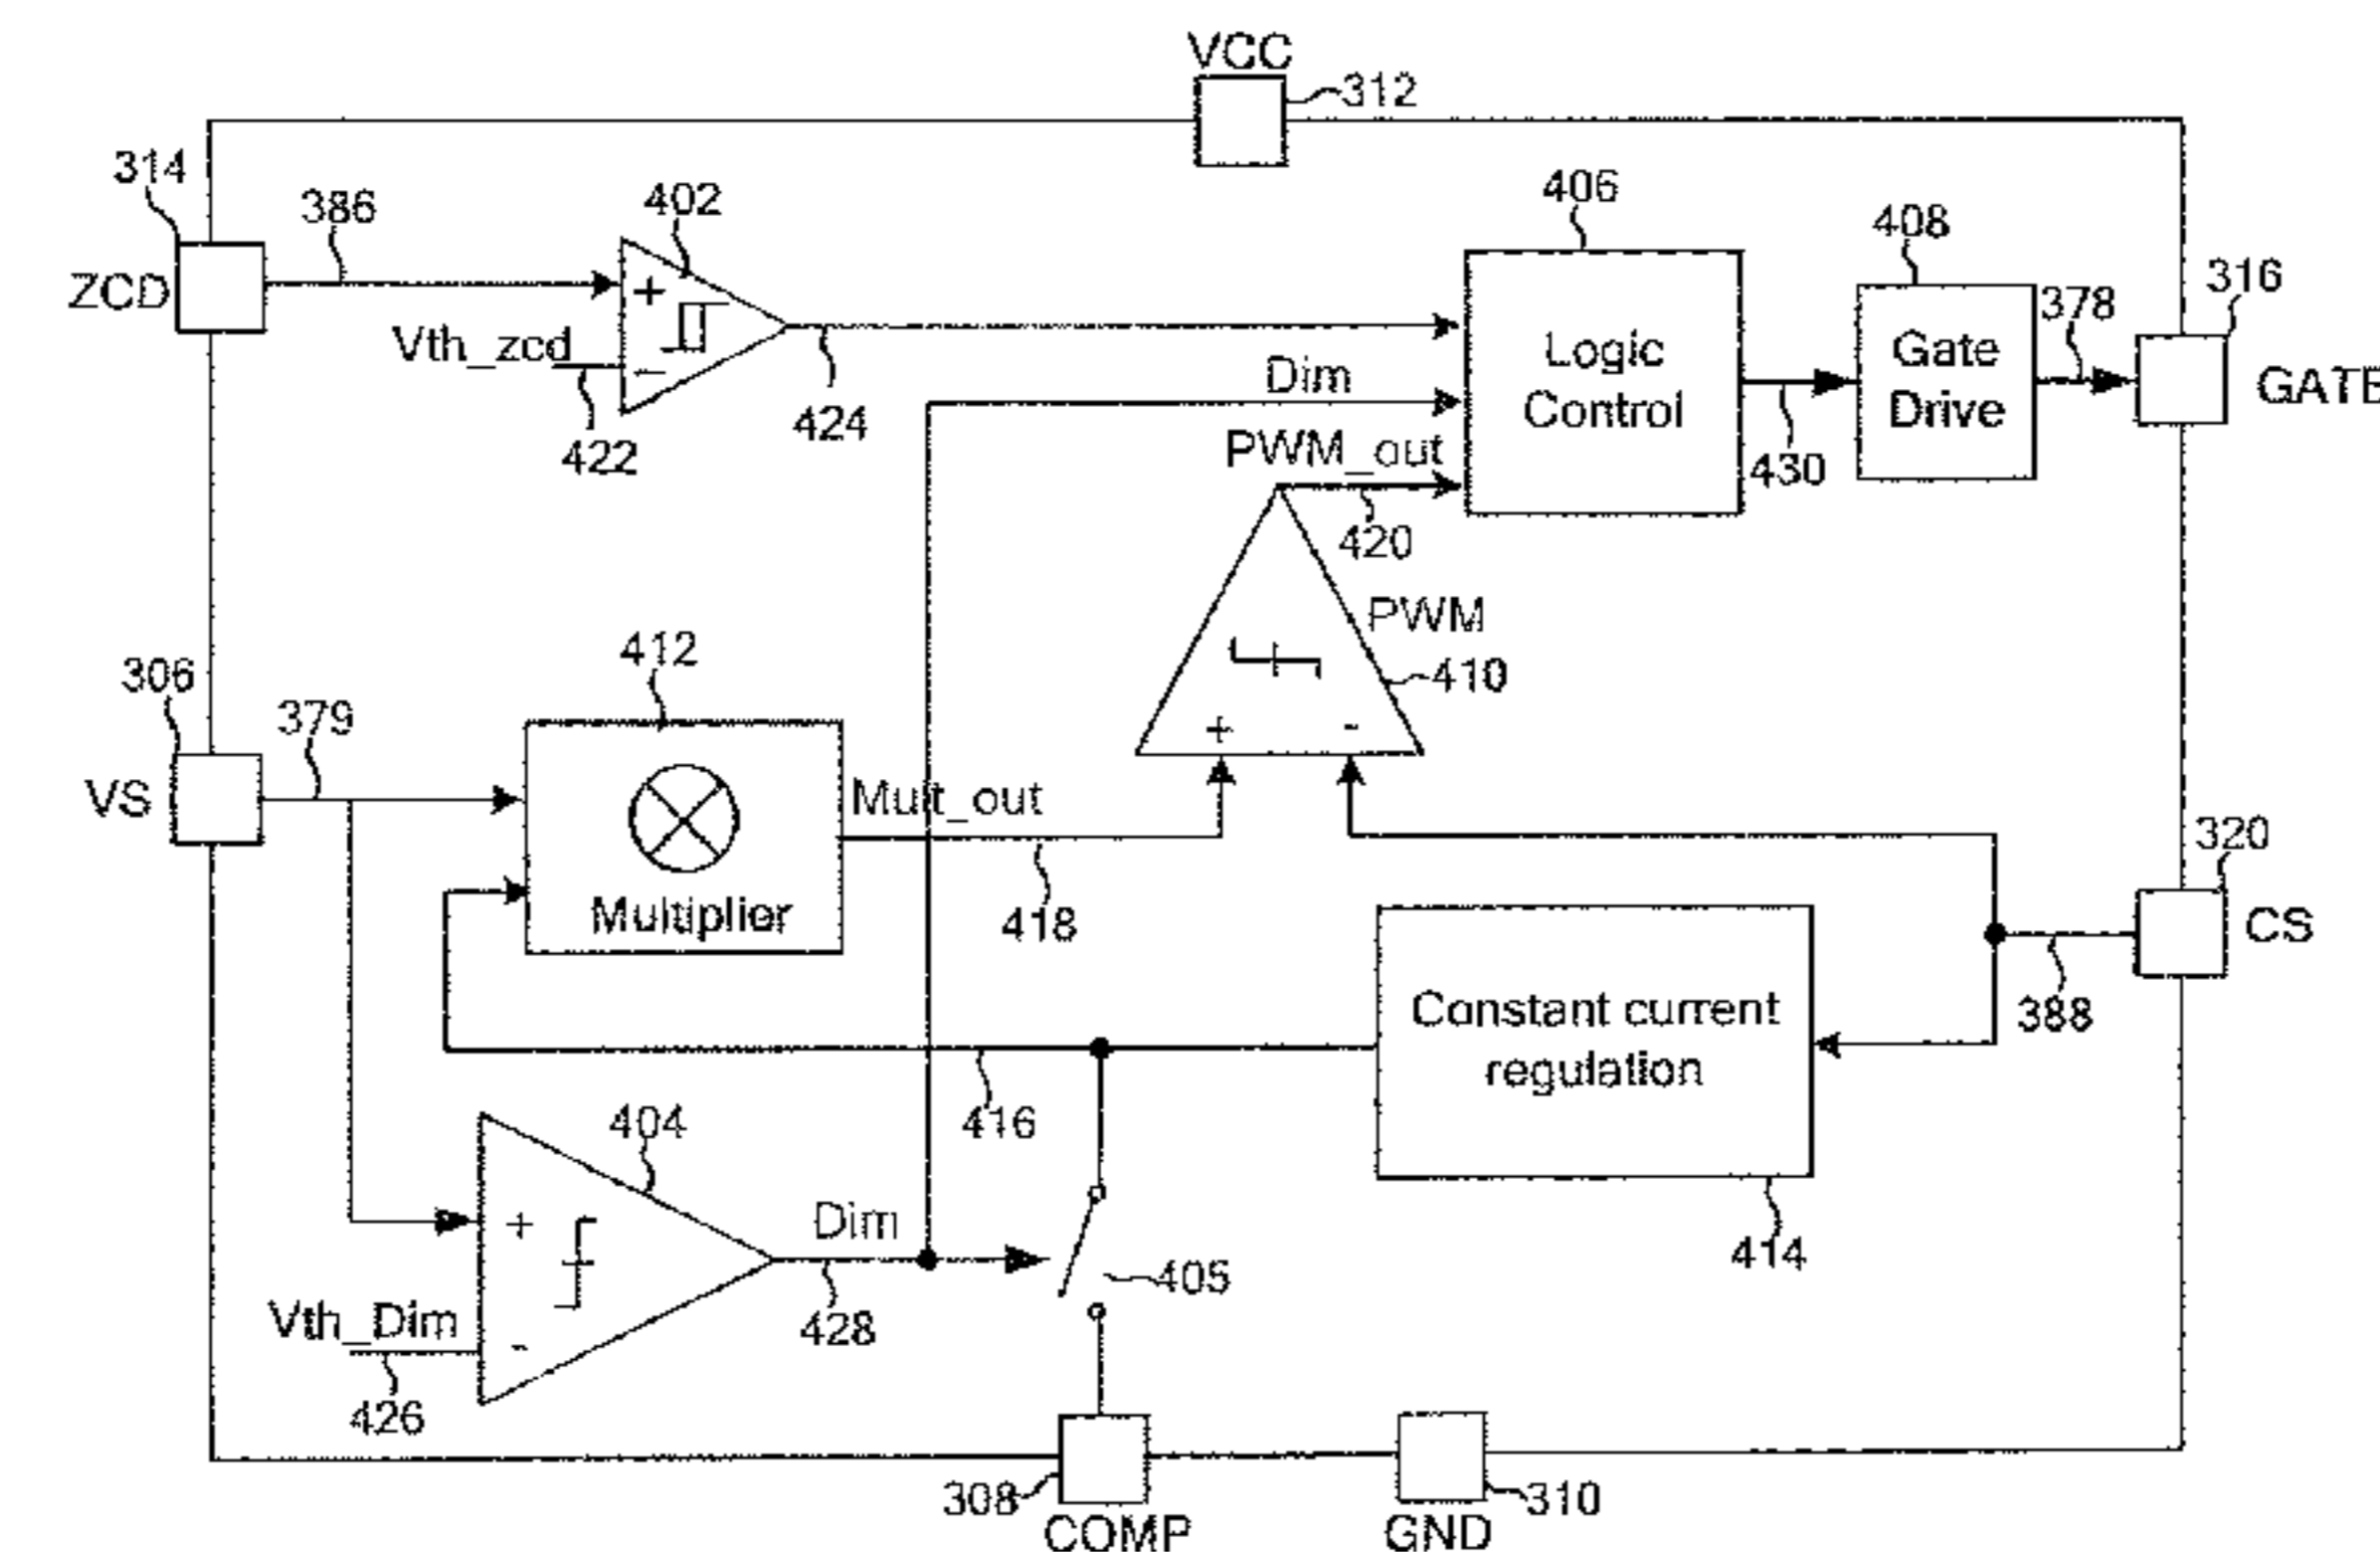 VCC
312
314
386
402
406
408
316
378
ZCD
Vth_zcd
+
-
422
424
Dim
Logic
Control
Gate
Drive
GATE
430
PWM_out
420
PWM
410
+
-
306
379
412
VS
Mult_out
Multiplier
418
320
CS
388
Constant current
regulation
416
414
404
+
-
Dim
405
Vth_Dim
428
426
308
COMP
310
GND